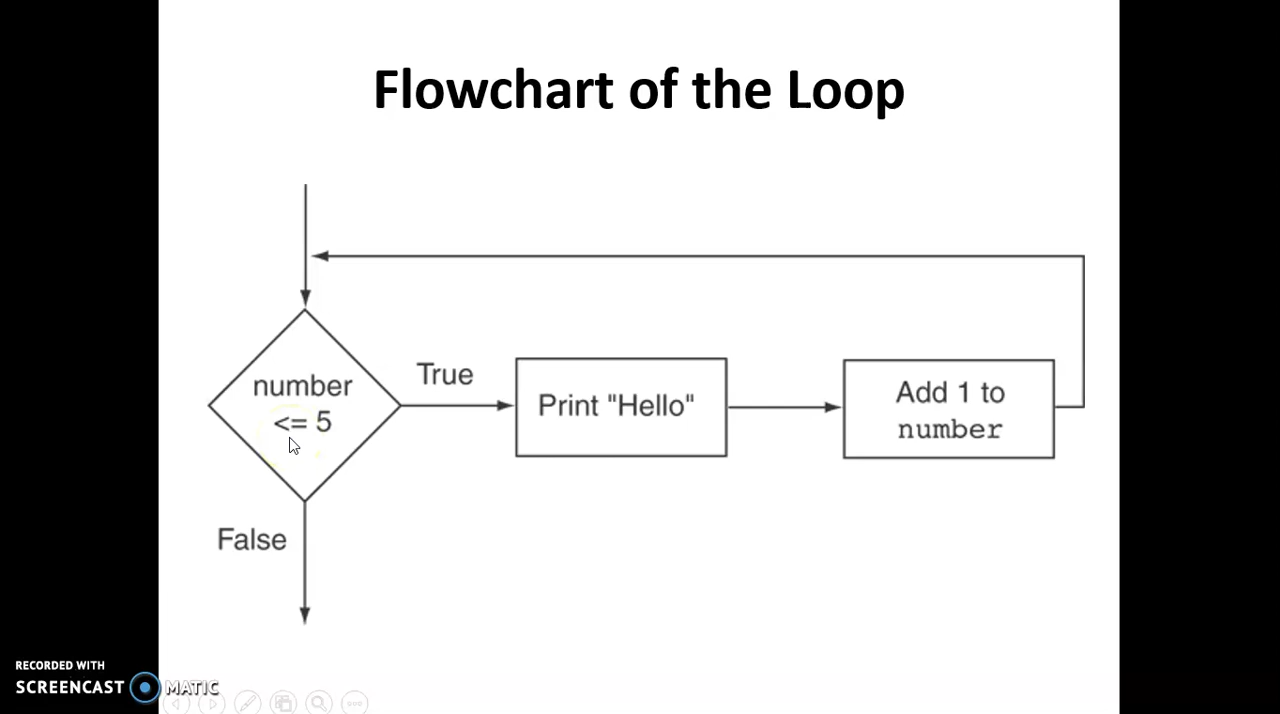 Flowchart of the Loop
number
<= 5
True
Print "Hello"
Add 1 to
number
False
RECORDED WITH
SCREENCAST MATIC